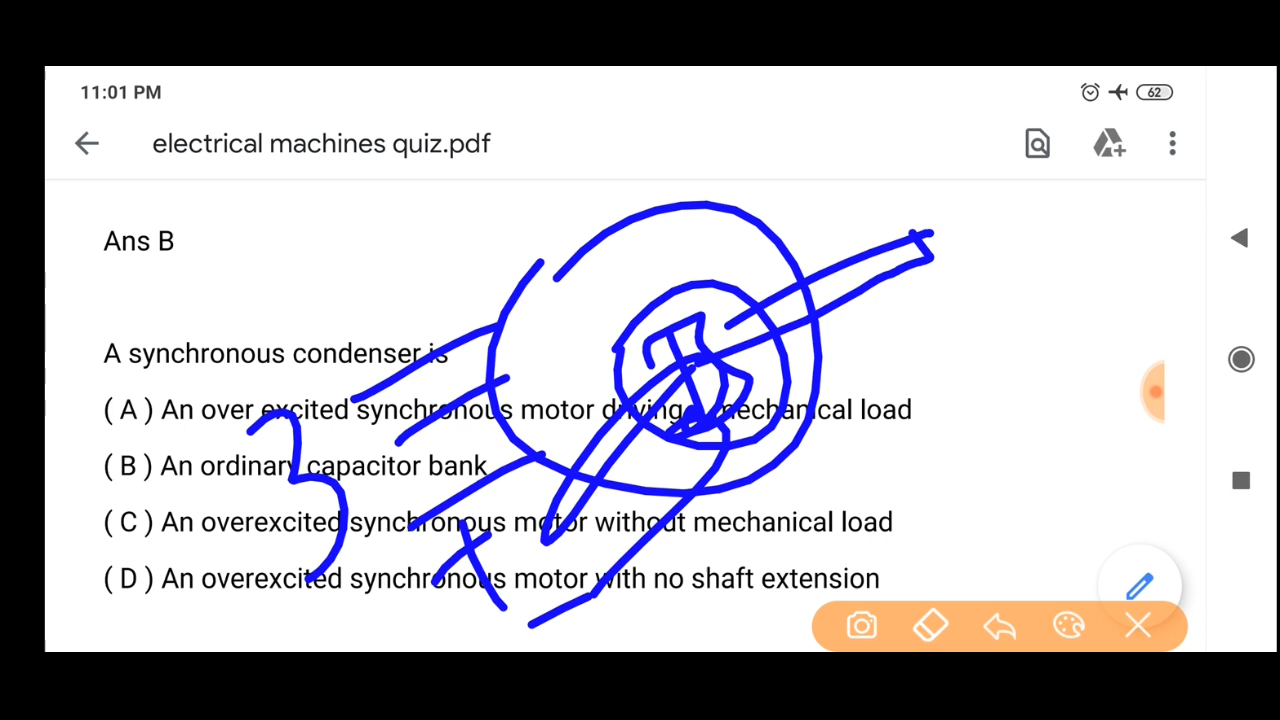 11:01 PM
62
electrical machines quiz.pdf
Ans B
A synchronous condenser is
( A ) An over excited synchronous motor driving mechanical load
( B ) An ordinary capacitor bank
( C ) An overexcited synchronous motor without mechanical load
( D ) An overexcited synchronous motor with no shaft extension
3